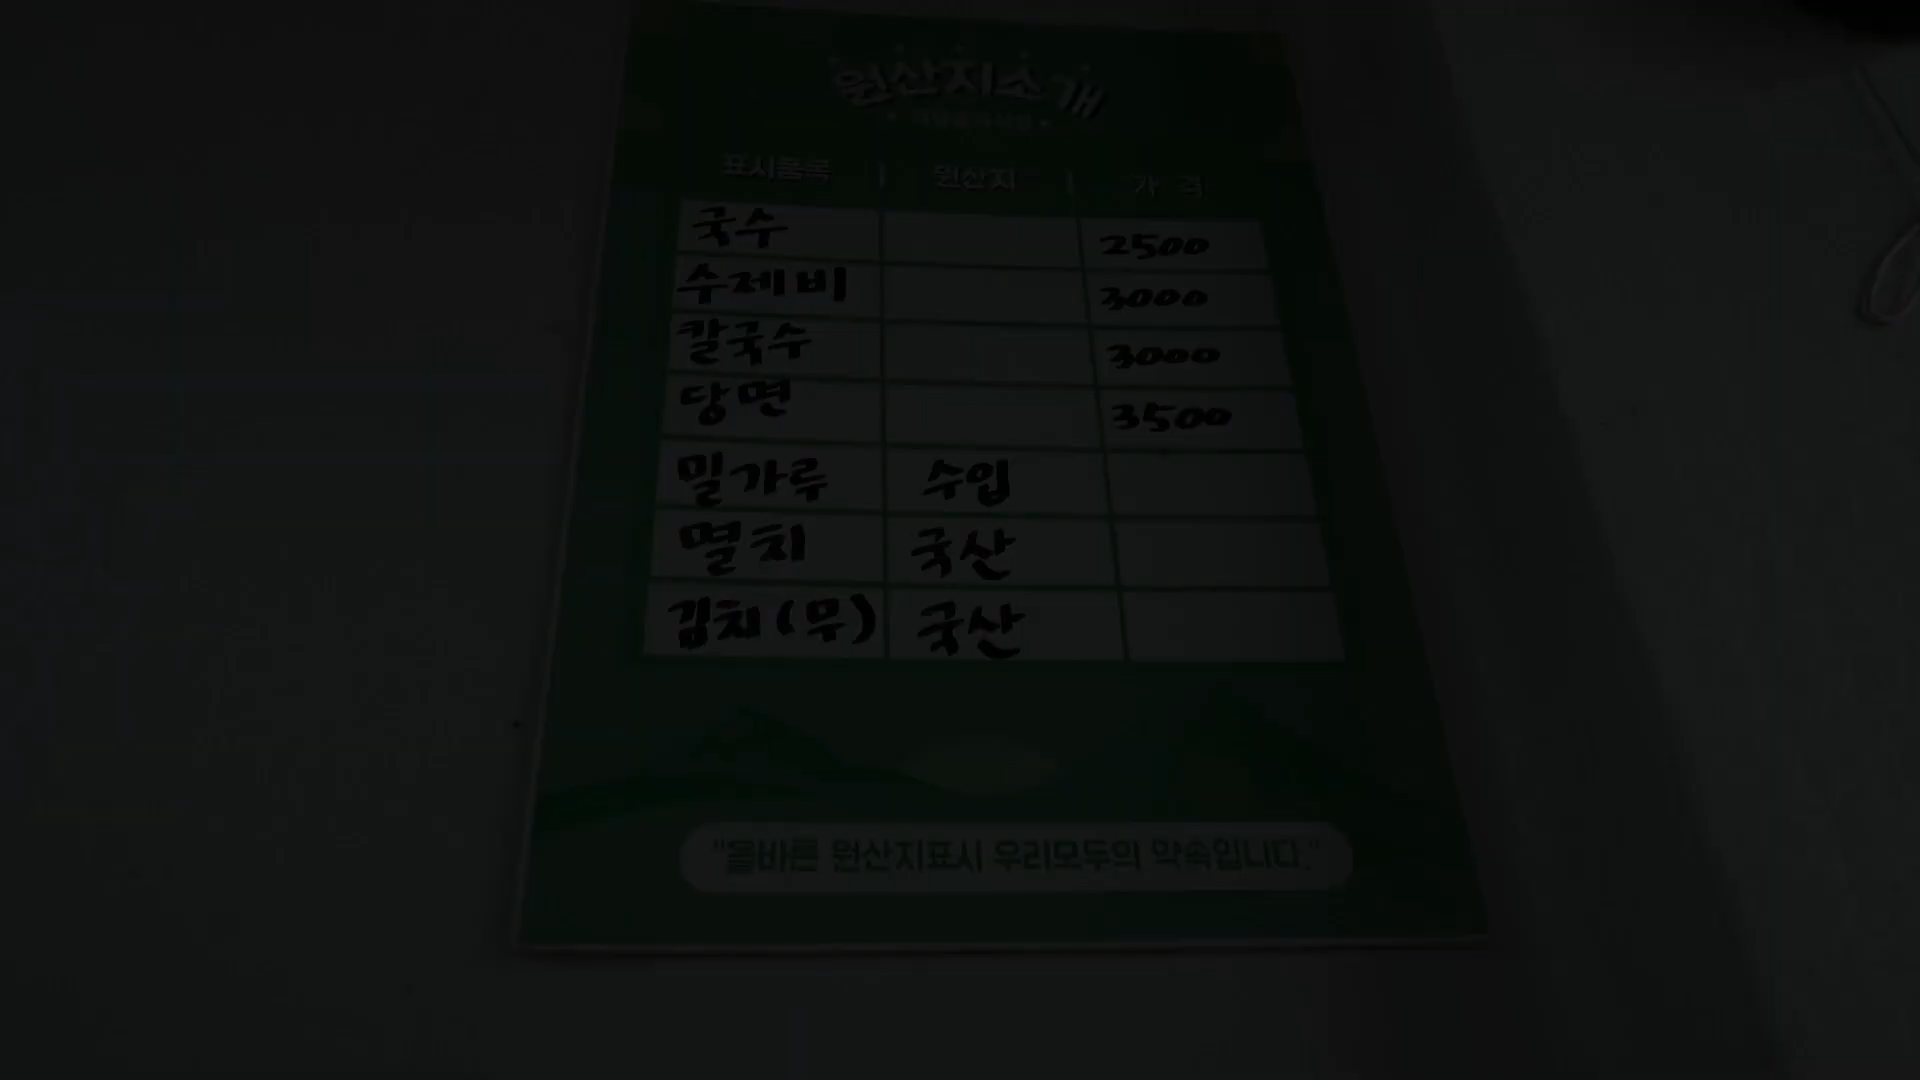 원산지소개
표시품목 | 원산지 | 가 격
국수 2500
수제비 3000
칼국수 3000
당면 3500
밀가루 수입
멸치 국산
김치(무) 국산
"올바른 원산지표시 우리모두의 약속입니다."